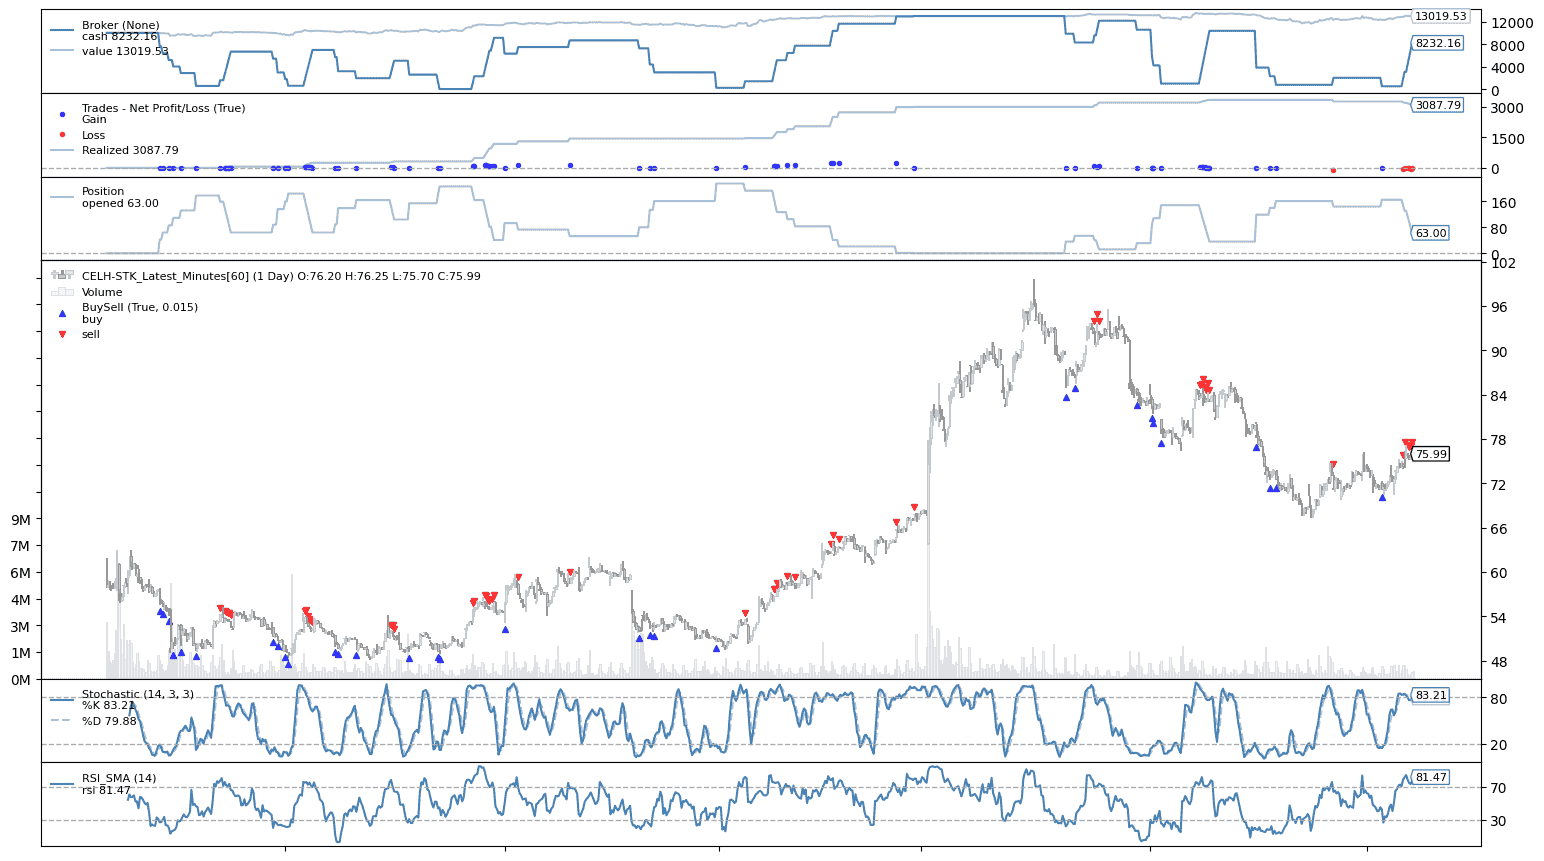 Broker (None)
cash 8232.16
value 13019.53
13019.53
12000
8232.16
8000
4000
0
Trades - Net Profit/Loss (True)
Gain
Loss
Realized 3087.79
3087.79
3000
1500
0
Position
opened 63.00
160
80
63.00
0
CELH-STK_Latest_Minutes[60] (1 Day) O:76.20 H:76.25 L:75.70 C:75.99
Volume
BuySell (True, 0.015)
buy
sell
102
96
90
84
78
75.99
72
66
60
54
48
9M
7M
6M
4M
3M
1M
0M
Stochastic (14, 3, 3)
%K 83.21
%D 79.88
83.21
80
20
RSI_SMA (14)
rsi 81.47
81.47
70
30